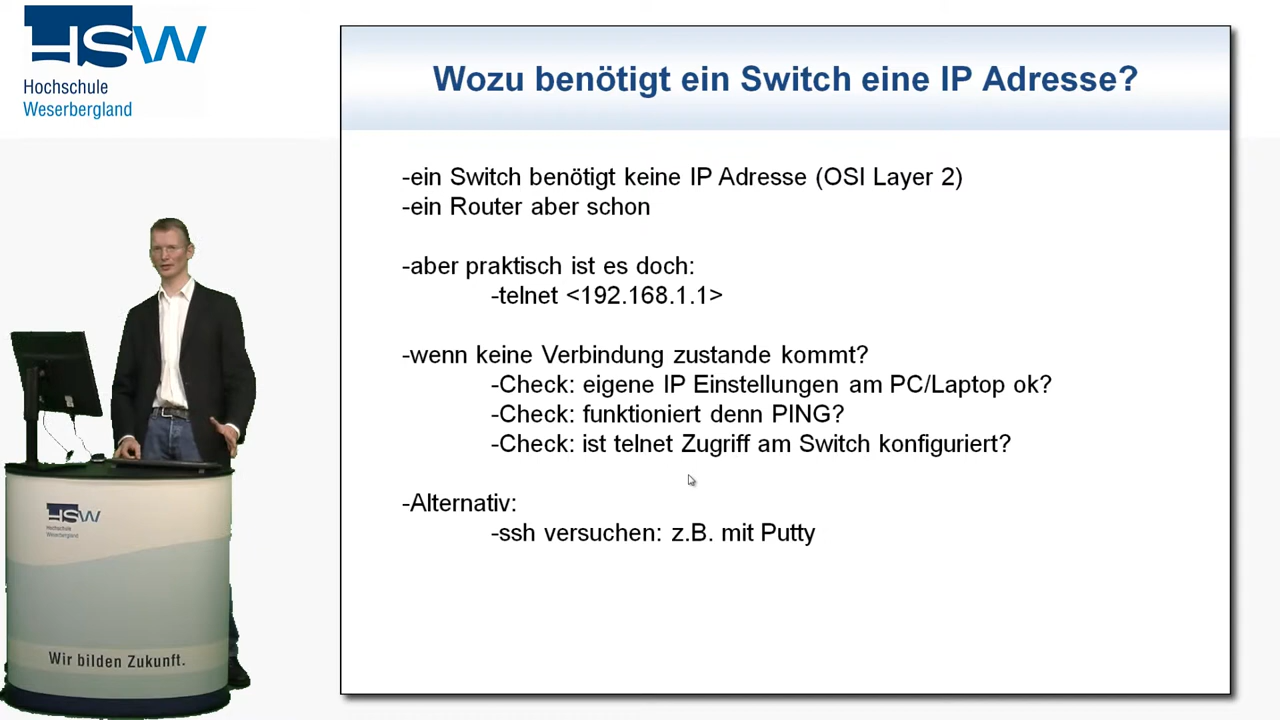 HSW
Hochschule
Weserbergland
Wozu benötigt ein Switch eine IP Adresse?
-ein Switch benötigt keine IP Adresse (OSI Layer 2)
-ein Router aber schon
-aber praktisch ist es doch:
-telnet <192.168.1.1>
-wenn keine Verbindung zustande kommt?
-Check: eigene IP Einstellungen am PC/Laptop ok?
-Check: funktioniert denn PING?
-Check: ist telnet Zugriff am Switch konfiguriert?
-Alternativ:
-ssh versuchen: z.B. mit Putty
HSW
Hochschule
Weserbergland
Wir bilden Zukunft.